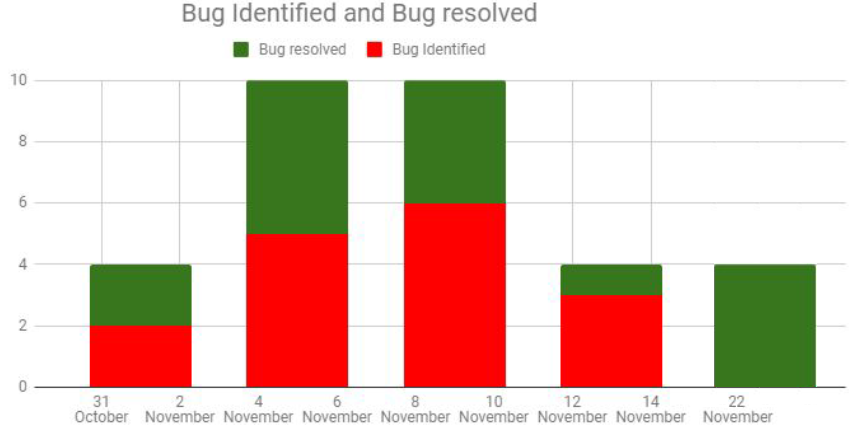 Bug Identified and Bug resolved
Bug resolved Bug Identified
10
8
6
4
2
0
31 2 4 6 8 10 12 14 22
October November November November November November November November November